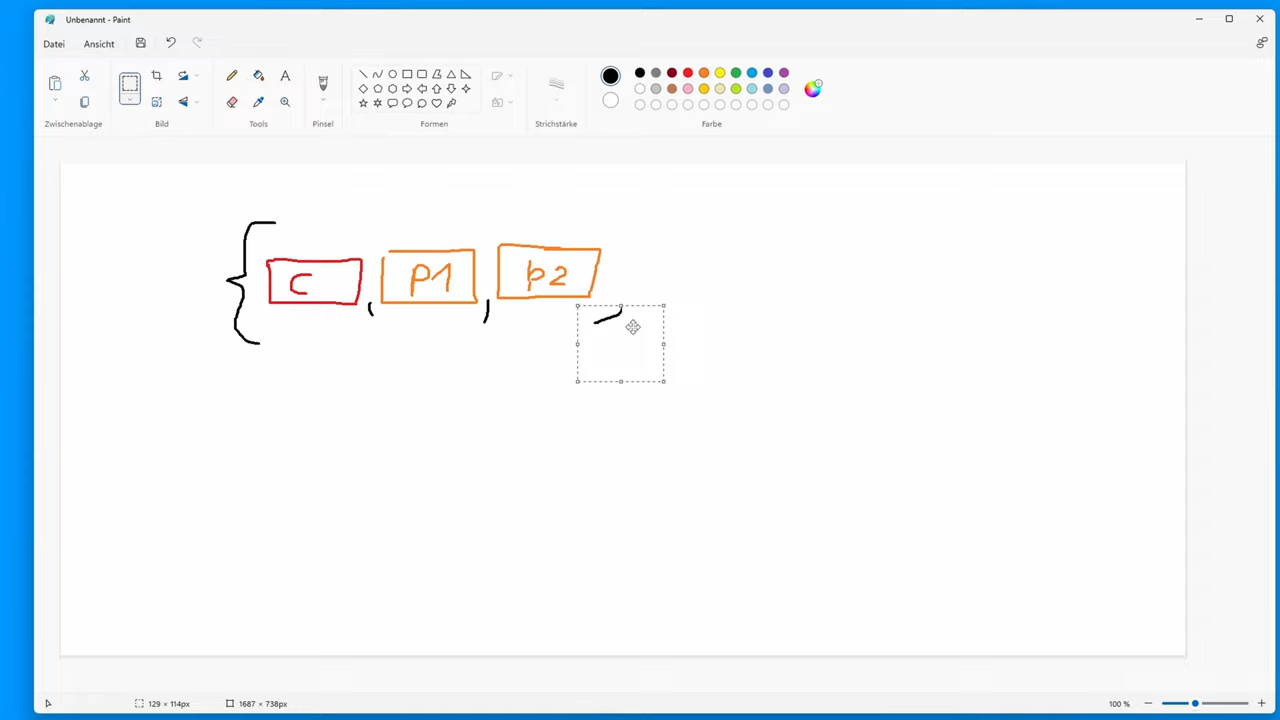 Unbenannt - Paint
Datei Ansicht
Zwischenablage Bild Tools Pinsel Formen Strichstärke Farbe
{ C , P1 , p2 ,
129 × 114px 1687 × 738px 100 %